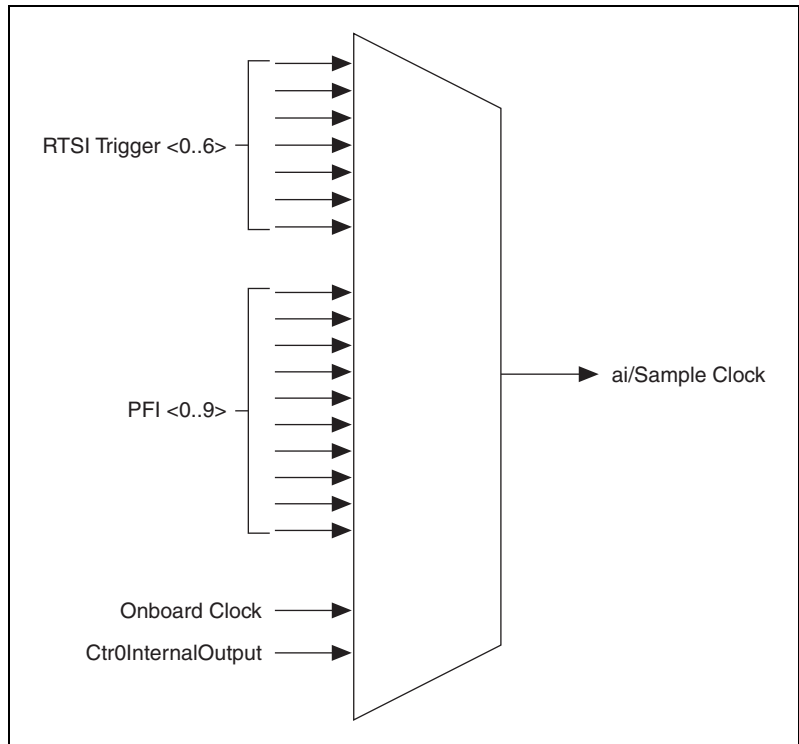 RTSI Trigger <0..6>
PFI <0..9>
ai/Sample Clock
Onboard Clock
Ctr0InternalOutput